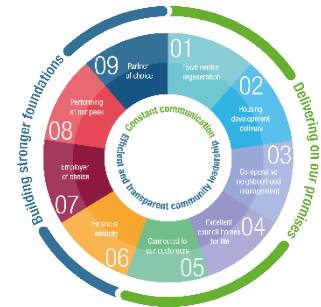 Building stronger foundations
Delivering on our promises
Constant communication
Efficient and transparent community leadership
01
Town centre
regeneration
02
Housing
development
delivery
03
Co-operative
neighbourhood
management
04
Excellent
council homes
for life
05
Connected to
our customers
06
Financial
security
07
Employer
of choice
08
Performing
at our peak
09
Partner
of choice